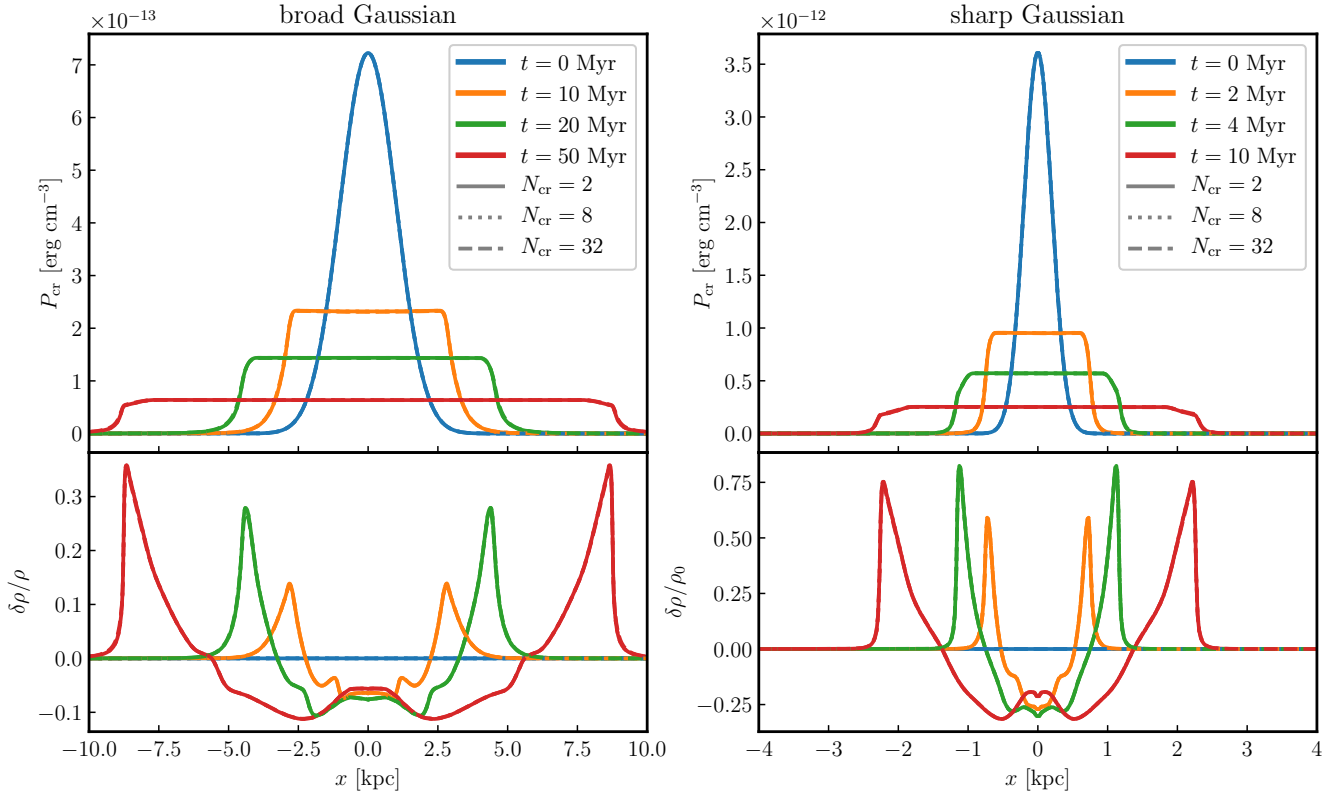 broad Gaussian
×10⁻¹³
t = 0 Myr
t = 10 Myr
t = 20 Myr
t = 50 Myr
N_cr = 2
N_cr = 8
N_cr = 32
P_cr [erg cm⁻³]
7
6
5
4
3
2
1
0
δρ/ρ
0.3
0.2
0.1
0.0
−0.1
−10.0 −7.5 −5.0 −2.5 0.0 2.5 5.0 7.5 10.0
x [kpc]
sharp Gaussian
×10⁻¹²
t = 0 Myr
t = 2 Myr
t = 4 Myr
t = 10 Myr
N_cr = 2
N_cr = 8
N_cr = 32
P_cr [erg cm⁻³]
3.5
3.0
2.5
2.0
1.5
1.0
0.5
0.0
δρ/ρ₀
0.75
0.50
0.25
0.00
−0.25
−4 −3 −2 −1 0 1 2 3 4
x [kpc]